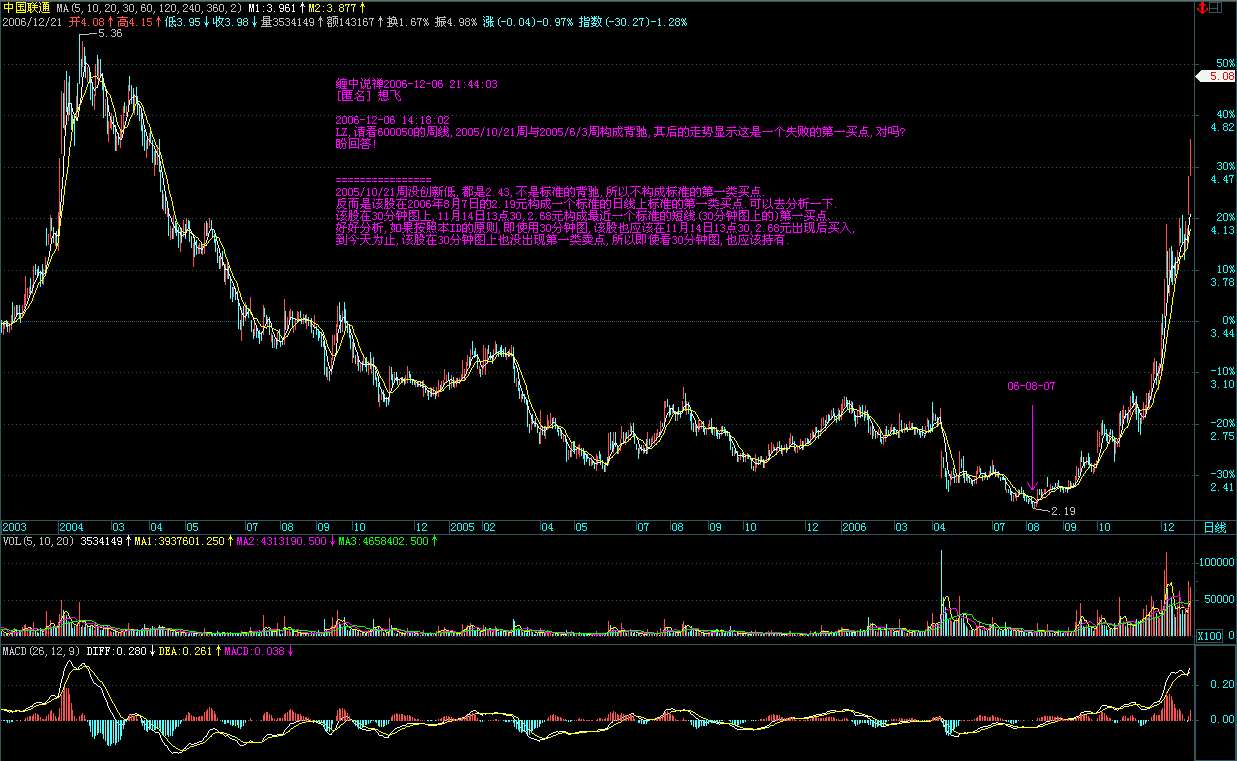 中国联通 MA(5,10,20,30,60,120,240,360,2) M1:3.961↑M2:3.877↑
2006/12/21 开4.08↑高4.15↑低3.95↓收3.98↓量3534149↑额143167↑换1.67% 振4.98% 涨(-0.04)-0.97% 指数(-30.27)-1.28%
5.36
缠中说禅2006-12-06 21:44:03
[匿名] 想飞
2006-12-06 14:18:02
LZ,请看600050的周线,2005/10/21周与2005/6/3周构成背驰,其后的走势显示这是一个失败的第一买点,对吗?
盼回答!
================
2005/10/21周没创新低,都是2.43,不是标准的背驰,所以不构成标准的第一类买点.
反而是该股在2006年8月7日的2.19元构成一个标准的日线上标准的第一类买点,可以去分析一下.
该股在30分钟图上,11月14日13点30,2.68元构成最近一个标准的短线(30分钟图上的)第一买点.
好好分析,如果按照本ID的原则,即使用30分钟图,该股也应该在11月14日13点30,2.68元出现后买入,
到今天为止,该股在30分钟图上也没出现第一类卖点,所以即使看30分钟图,也应该持有.
50%
5.08
40%
4.82
30%
4.47
20%
4.13
10%
3.78
0%
3.44
-10%
3.10
-20%
2.75
-30%
2.41
06-08-07
2.19
2003 2004 03 04 05 07 08 09 10 12 2005 02 04 05 07 08 09 10 12 2006 03 04 07 08 09 10 12 日线
VOL(5,10,20) 3534149↑MA1:3937601.250↑MA2:4313190.500↓MA3:4658402.500↑
100000
50000
X100 0
MACD(26,12,9) DIFF:0.280↓DEA:0.261↑MACD:0.038↓
0.20
0.00